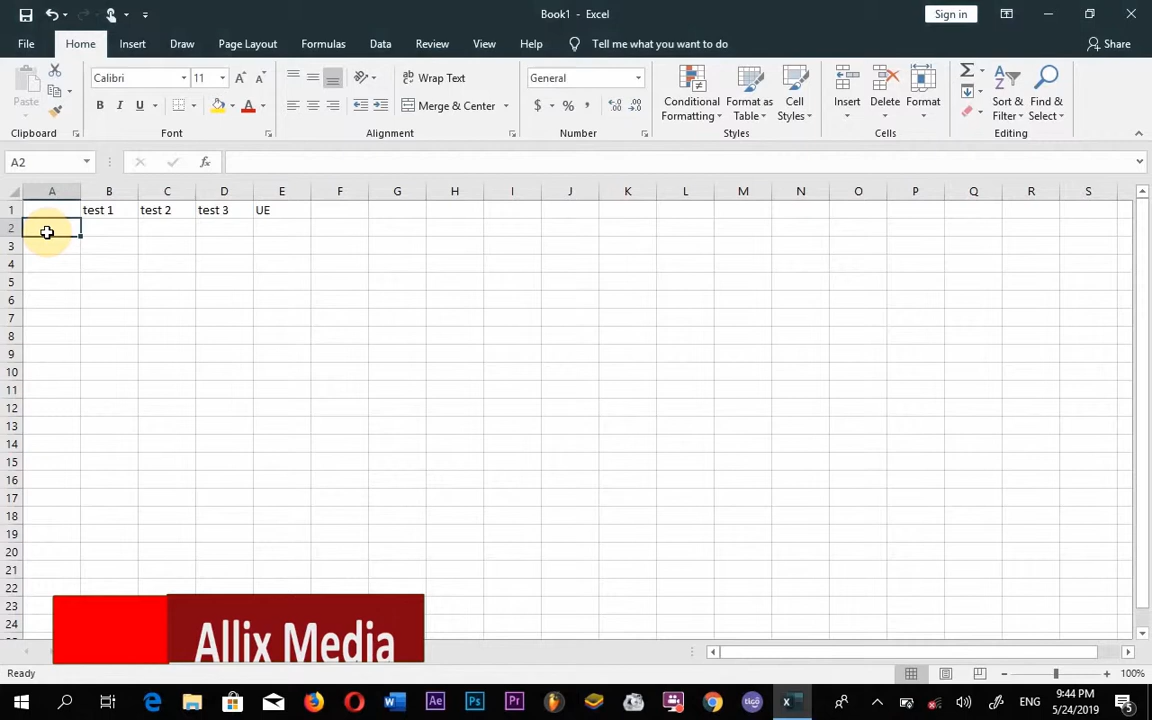 Book1 - Excel
Sign in
File Home Insert Draw Page Layout Formulas Data Review View Help Tell me what you want to do Share
Paste
Calibri 11
Wrap Text
General
Merge & Center
$ % ,
B I U
Conditional Formatting
Format as Table
Cell Styles
Insert
Delete
Format
Sort & Filter
Find & Select
Clipboard Font Alignment Number Styles Cells Editing
A2
fx
A B C D E F G H I J K L M N O P Q R S
1 test 1 test 2 test 3 UE
2
3
4
5
6
7
8
9
10
11
12
13
14
15
16
17
18
19
20
21
22
23
24
Allix Media
Ready
100%
ENG
9:44 PM
5/24/2019
5